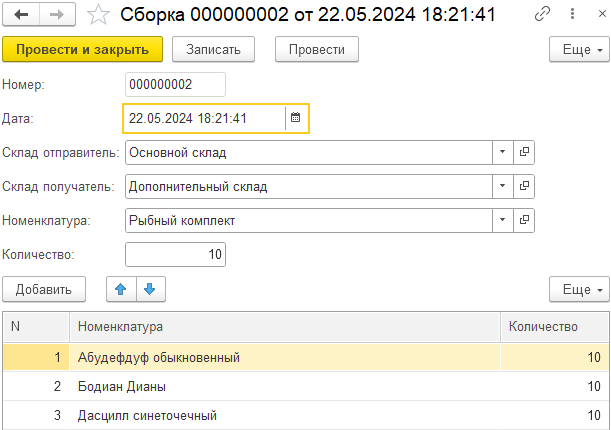 Сборка 000000002 от 22.05.2024 18:21:41
Провести и закрыть Записать Провести Еще
Номер: 000000002
Дата: 22.05.2024 18:21:41
Склад отправитель: Основной склад
Склад получатель: Дополнительный склад
Номенклатура: Рыбный комплект
Количество: 10
Добавить Еще
N Номенклатура Количество
1 Абудефдуф обыкновенный 10
2 Бодиан Дианы 10
3 Дасцилл синеточечный 10